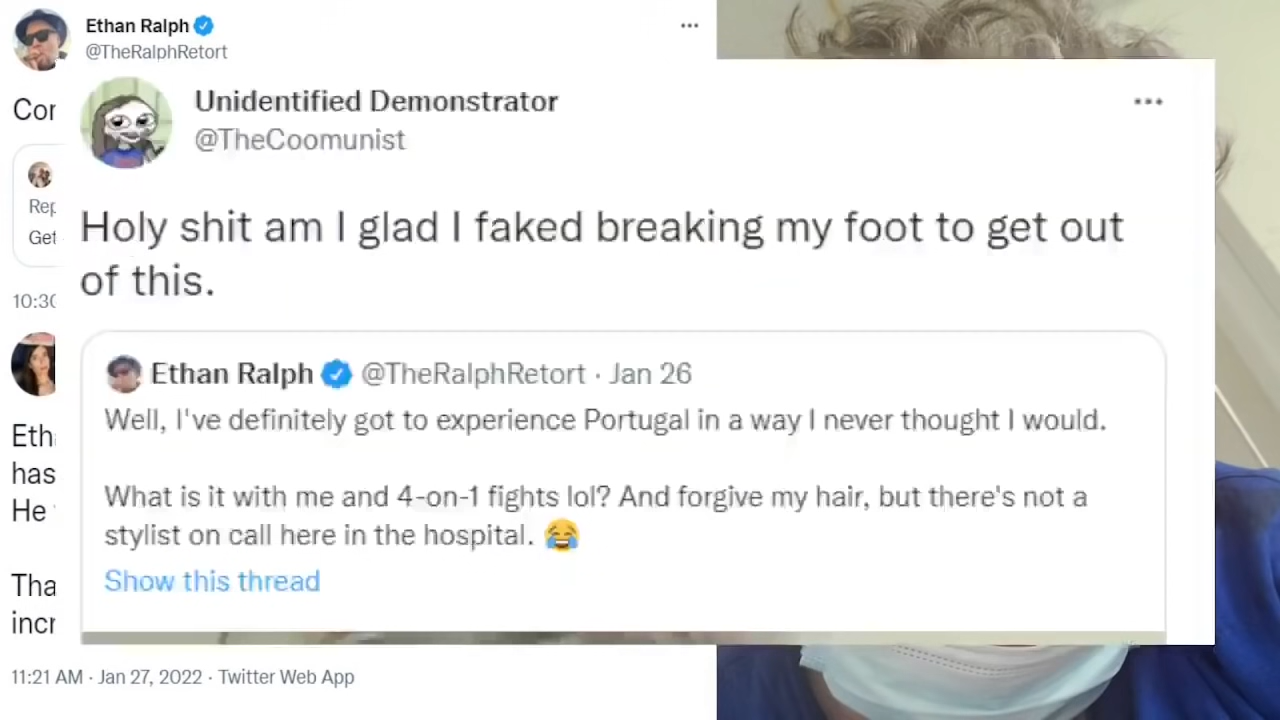 Ethan Ralph
@TheRalphRetort
Unidentified Demonstrator
@TheCoomunist
Holy shit am I glad I faked breaking my foot to get out
of this.
Ethan Ralph @TheRalphRetort · Jan 26
Well, I've definitely got to experience Portugal in a way I never thought I would.
What is it with me and 4-on-1 fights lol? And forgive my hair, but there's not a
stylist on call here in the hospital. 😂
Show this thread
Cor
Rep
Get
10:30
Eth
has
He
Tha
incr
11:21 AM · Jan 27, 2022 · Twitter Web App